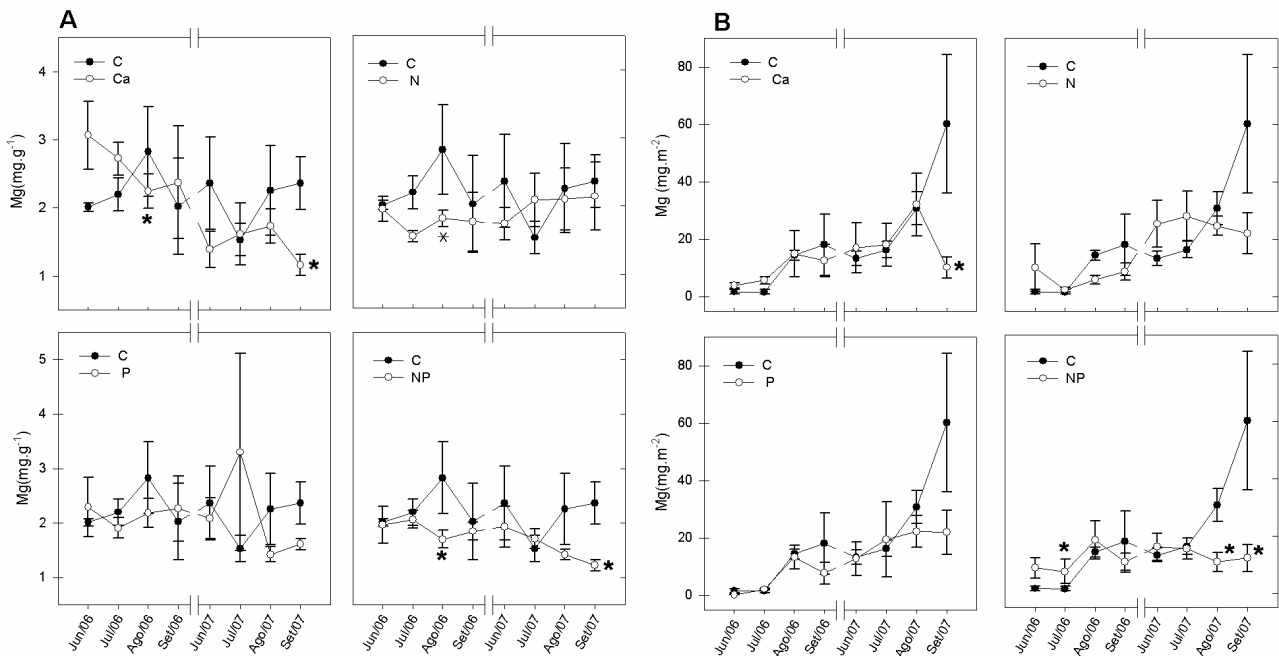 A
B
C
Ca
C
N
C
Ca
C
N
4
3
2
1
Mg(mg.g-1)
80
60
40
20
0
Mg (mg.m-2)
C
P
C
NP
C
P
C
NP
5
4
3
2
1
Mg(mg.g-1)
80
60
40
20
0
Mg(mg.m-2)
*
*
*
*
*
*
*
*
*
Jun/06
Jul/06
Ago/06
Set/06
Jun/07
Jul/07
Ago/07
Set/07
Jun/06
Jul/06
Ago/06
Set/06
Jun/07
Jul/07
Ago/07
Set/07
Jun/06
Jul/06
Ago/06
Set/06
Jun/07
Jul/07
Ago/07
Set/07
Jun/06
Jul/06
Ago/06
Set/06
Jun/07
Jul/07
Ago/07
Set/07